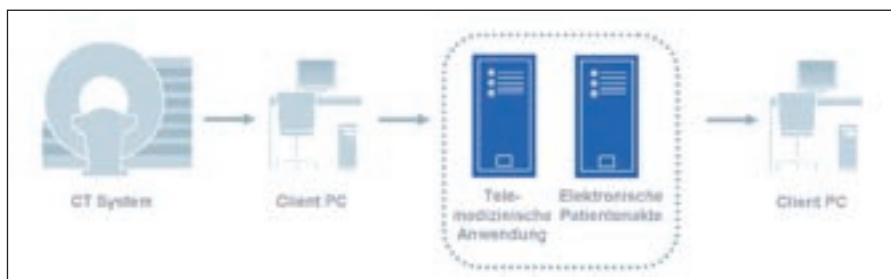 CT System
Client PC
Tele-
medizinische
Anwendung
Elektronische
Patientenakte
Client PC